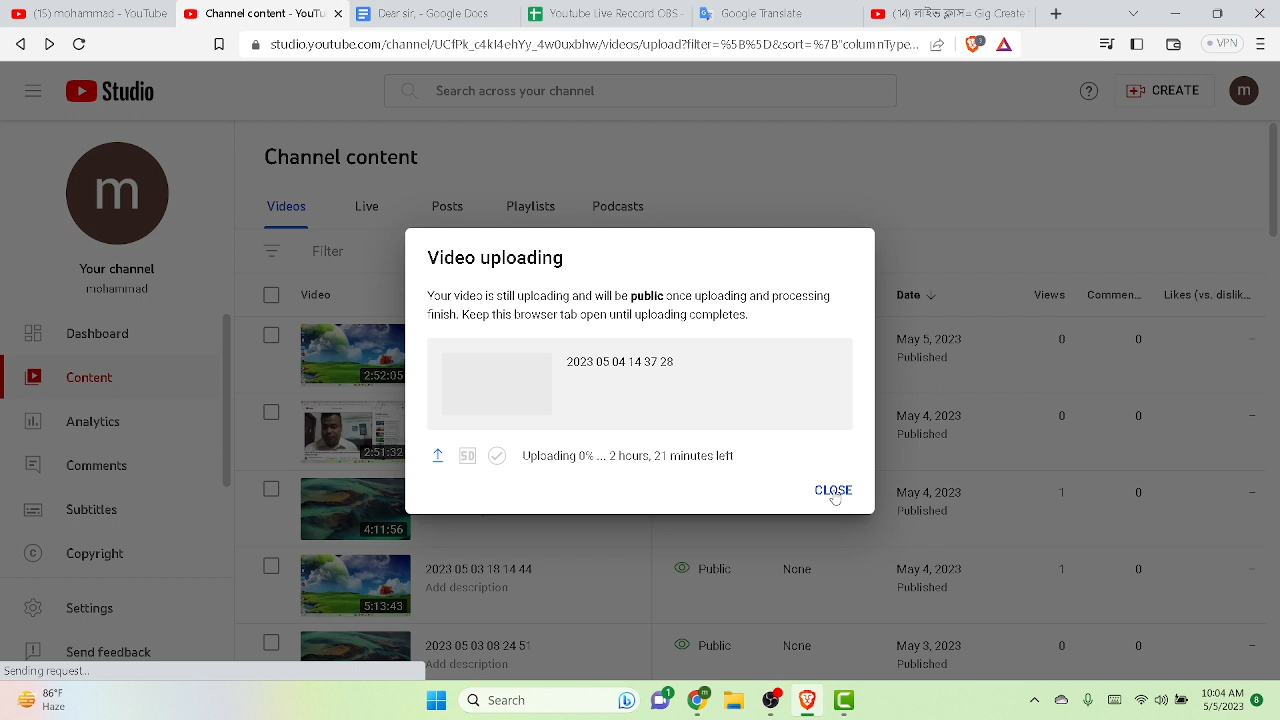 (15) mohammad - YouTube
Channel content - YouTu
Dear sir, - Google Docs
Youtube Live and OBS -
Google Translate
studio.youtube.com/channel/UCfPk_c4kI4drhYy_4w0uxbhw/videos/upload?filter=%5B%5D&sort=%7B"columnType...
3
VPN
Studio
Search across your channel
CREATE
m
m
Your channel
mohammad
Dashboard
Content
Analytics
Comments
Subtitles
Copyright
Settings
Send feedback
Channel content
Videos
Live
Posts
Playlists
Podcasts
Filter
Video
Date
Views
Commen...
Likes (vs. dislik...
2:52:05
May 5, 2023
Published
0
0
–
2:51:32
May 4, 2023
Published
0
0
–
4:11:56
May 4, 2023
Published
1
0
–
5:13:43
2023 05 03 18 14 44
Add description
Public
None
May 4, 2023
Published
1
0
–
2023 05 03 08 24 51
Add description
Public
None
May 3, 2023
Published
0
0
–
Video uploading
Your video is still uploading and will be public once uploading and processing
finish. Keep this browser tab open until uploading completes.
2023 05 04 14 37 28
SD
Uploading 0% ... 2 hours, 21 minutes left
CLOSE
Sending request...
86°F
Haze
Search
1
m
10:04 AM
5/5/2023
8